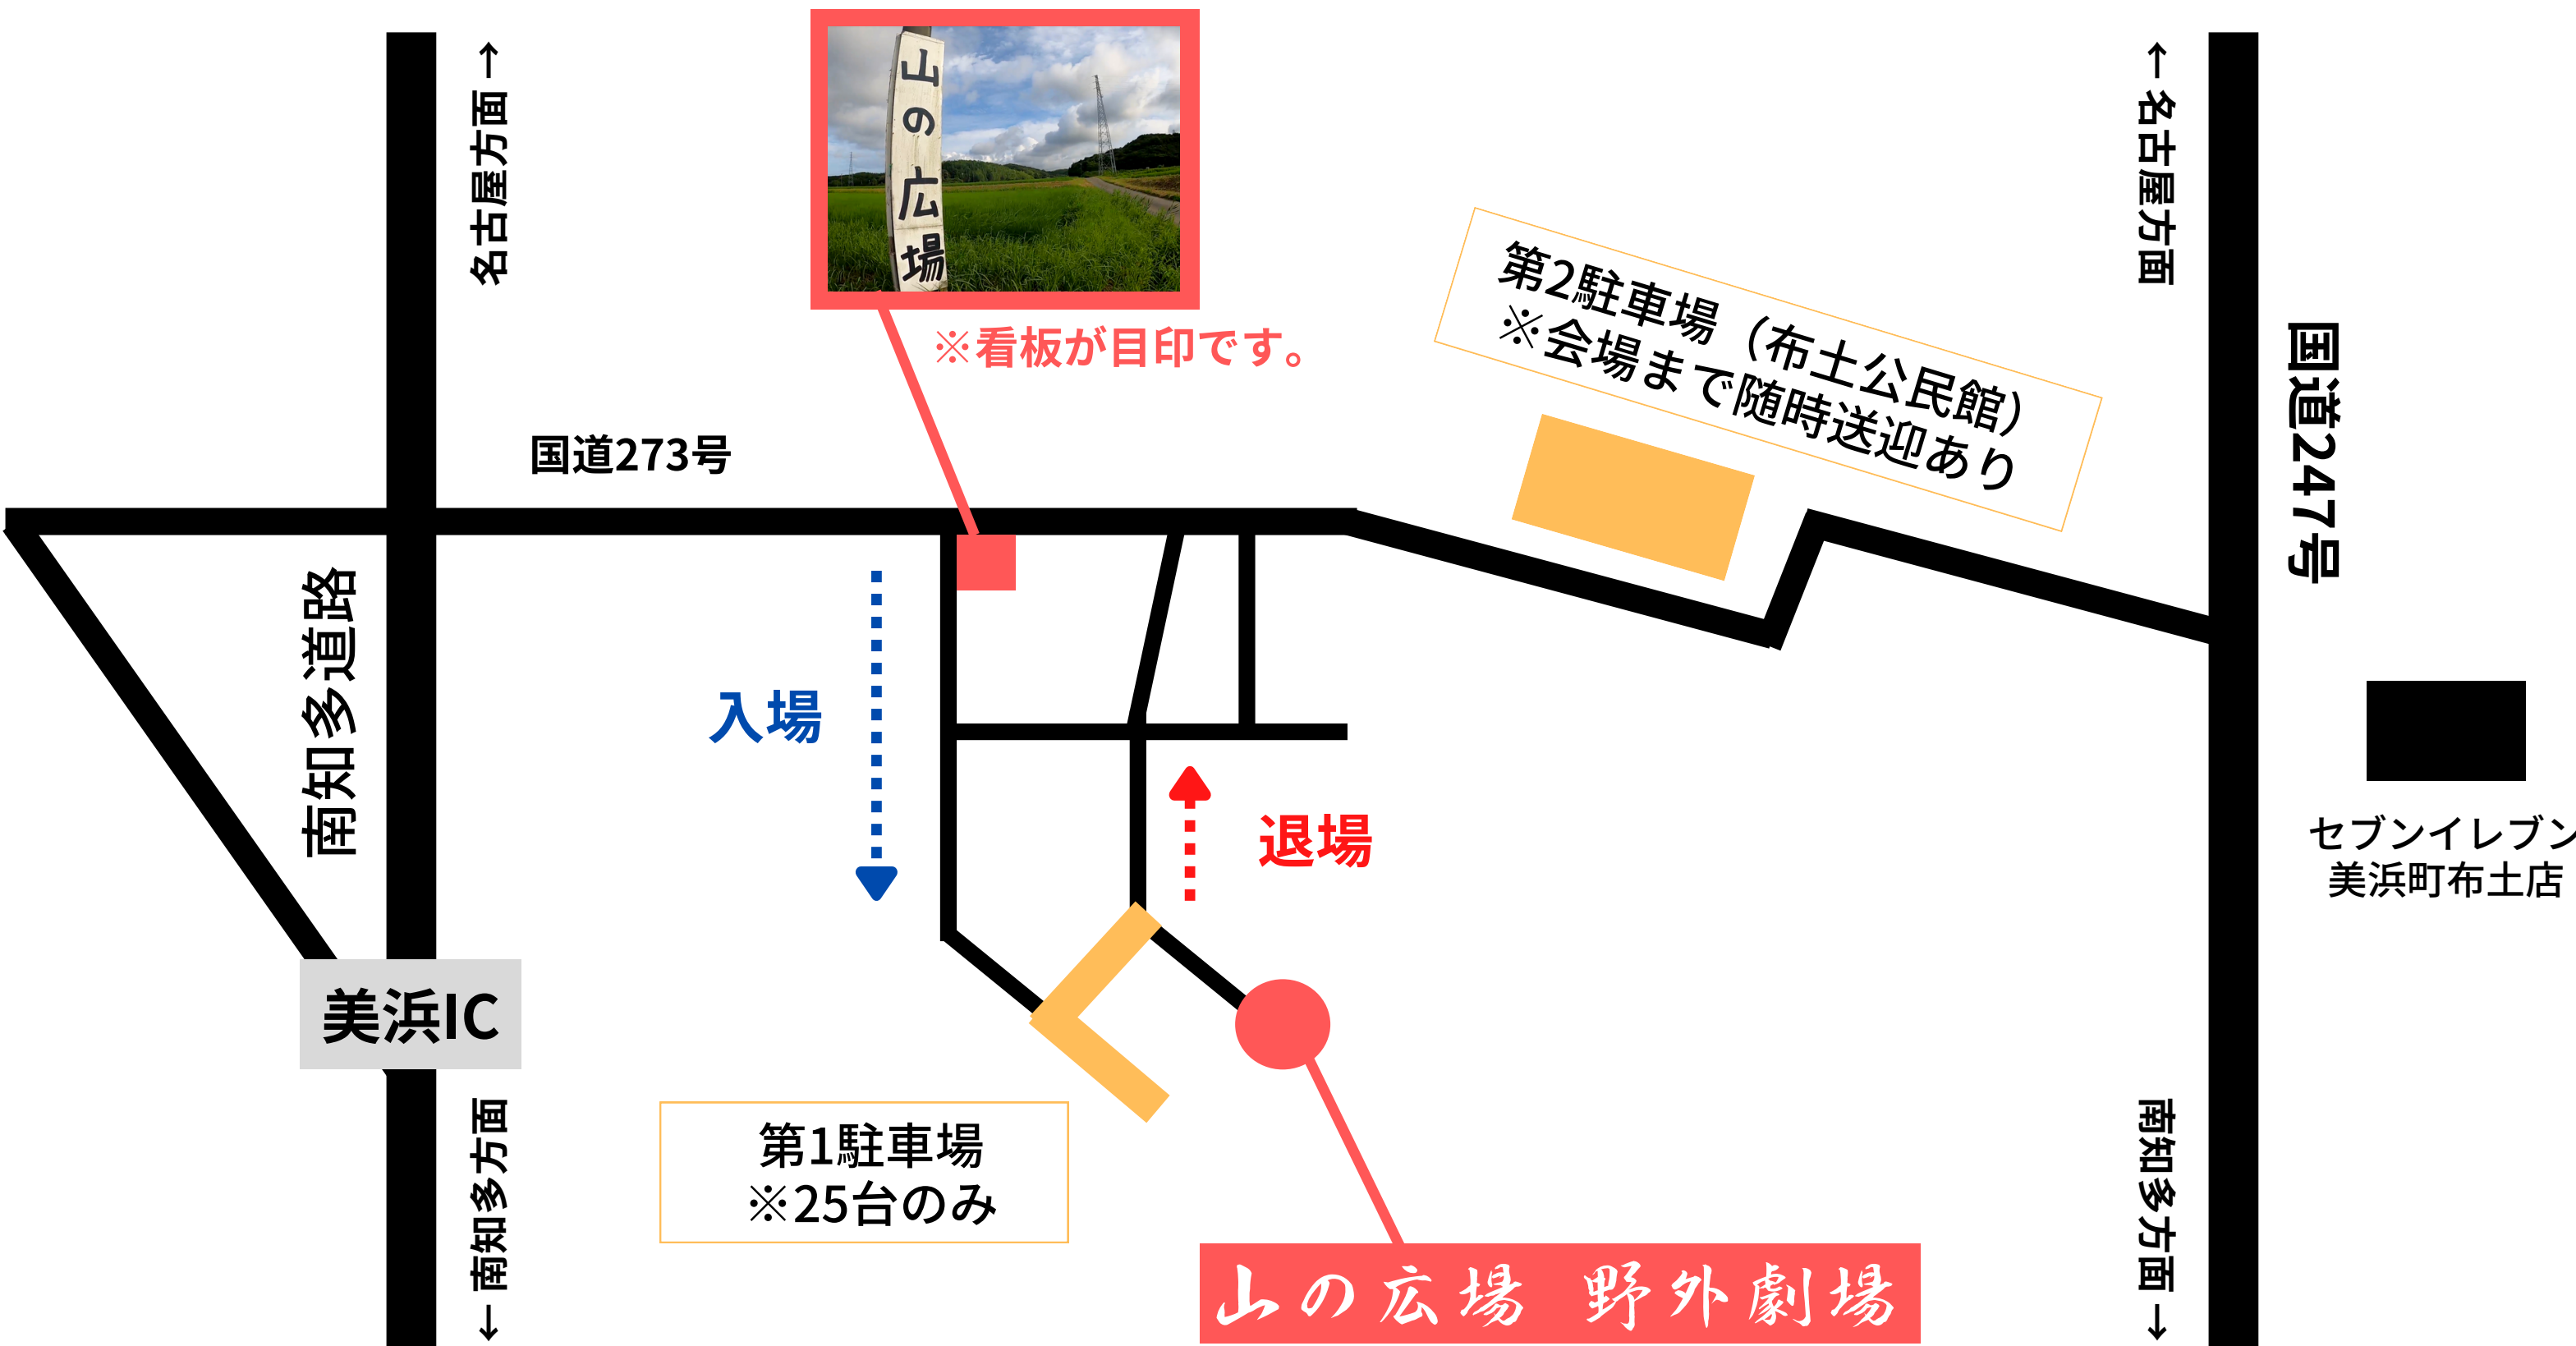 名古屋方面 →
山の広場
← 名古屋方面
※看板が目印です。
第2駐車場（布土公民館）
※会場まで随時送迎あり
国道273号
国道247号
南知多道路
入場
退場
セブンイレブン
美浜町布土店
美浜IC
← 南知多方面
第1駐車場
※25台のみ
南知多方面 →
山の広場 野外劇場